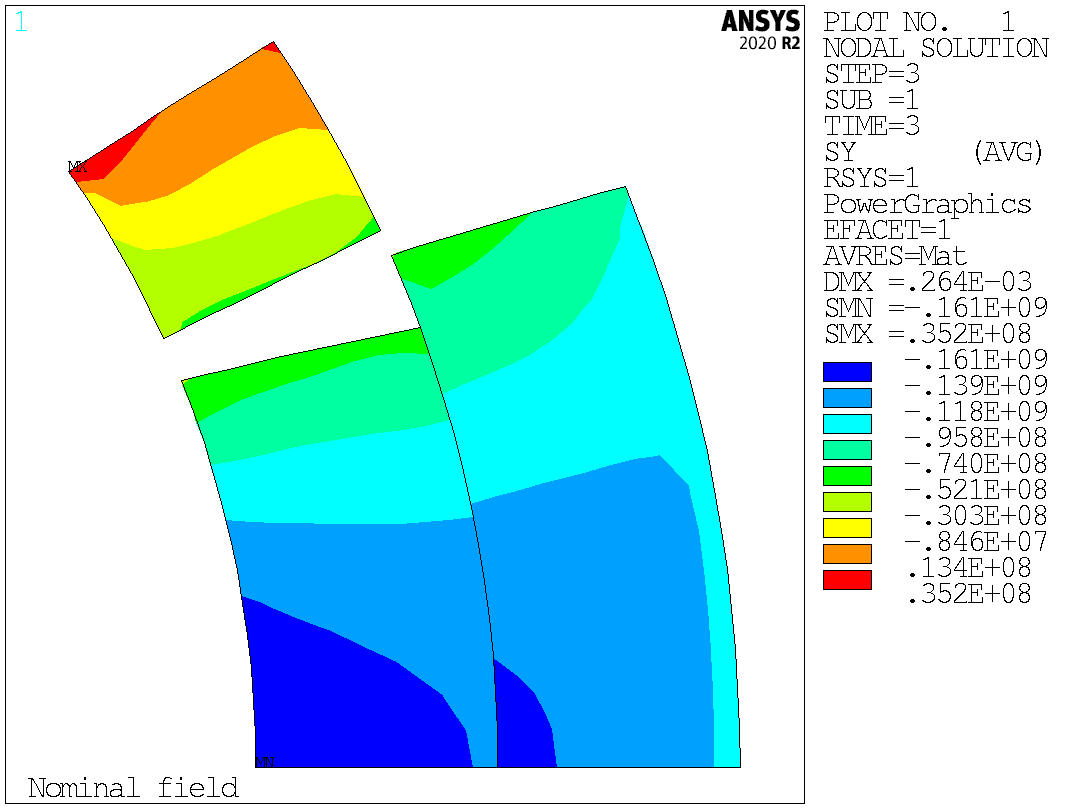 1
ANSYS
2020 R2
PLOT NO.   1
NODAL SOLUTION
STEP=3
SUB =1
TIME=3
SY       (AVG)
RSYS=1
PowerGraphics
EFACET=1
AVRES=Mat
DMX =.264E-03
SMN =-.161E+09
SMX =.352E+08
-.161E+09
-.139E+09
-.118E+09
-.958E+08
-.740E+08
-.521E+08
-.303E+08
-.846E+07
.134E+08
.352E+08
MX
MN
Nominal field